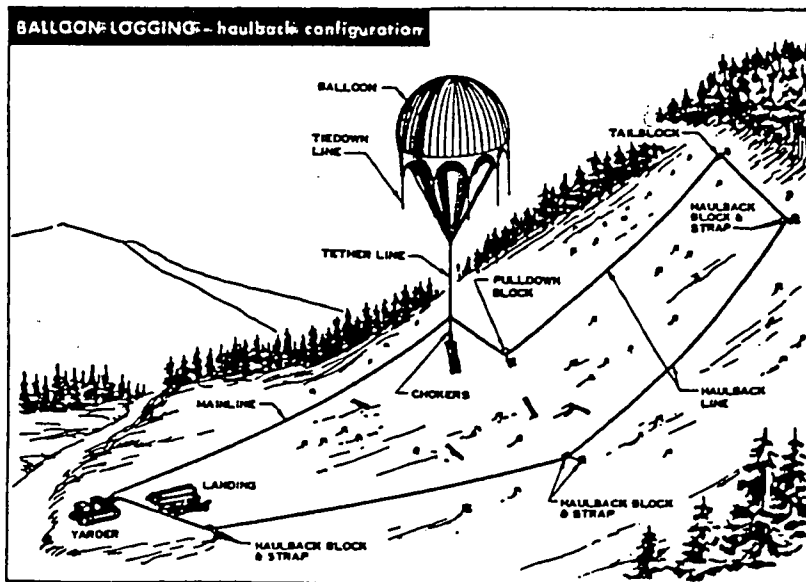 BALLOON LOGGING - haulback configuration
BALLOON
TIEDOWN
LINE
TAILBLOCK
HAULBACK
BLOCK &
STRAP
TETHER LINE
PULLDOWN
BLOCK
MAINLINE
CHOKERS
HAULBACK
LINE
LANDING
YARDER
HAULBACK BLOCK
& STRAP
HAULBACK BLOCK
& STRAP